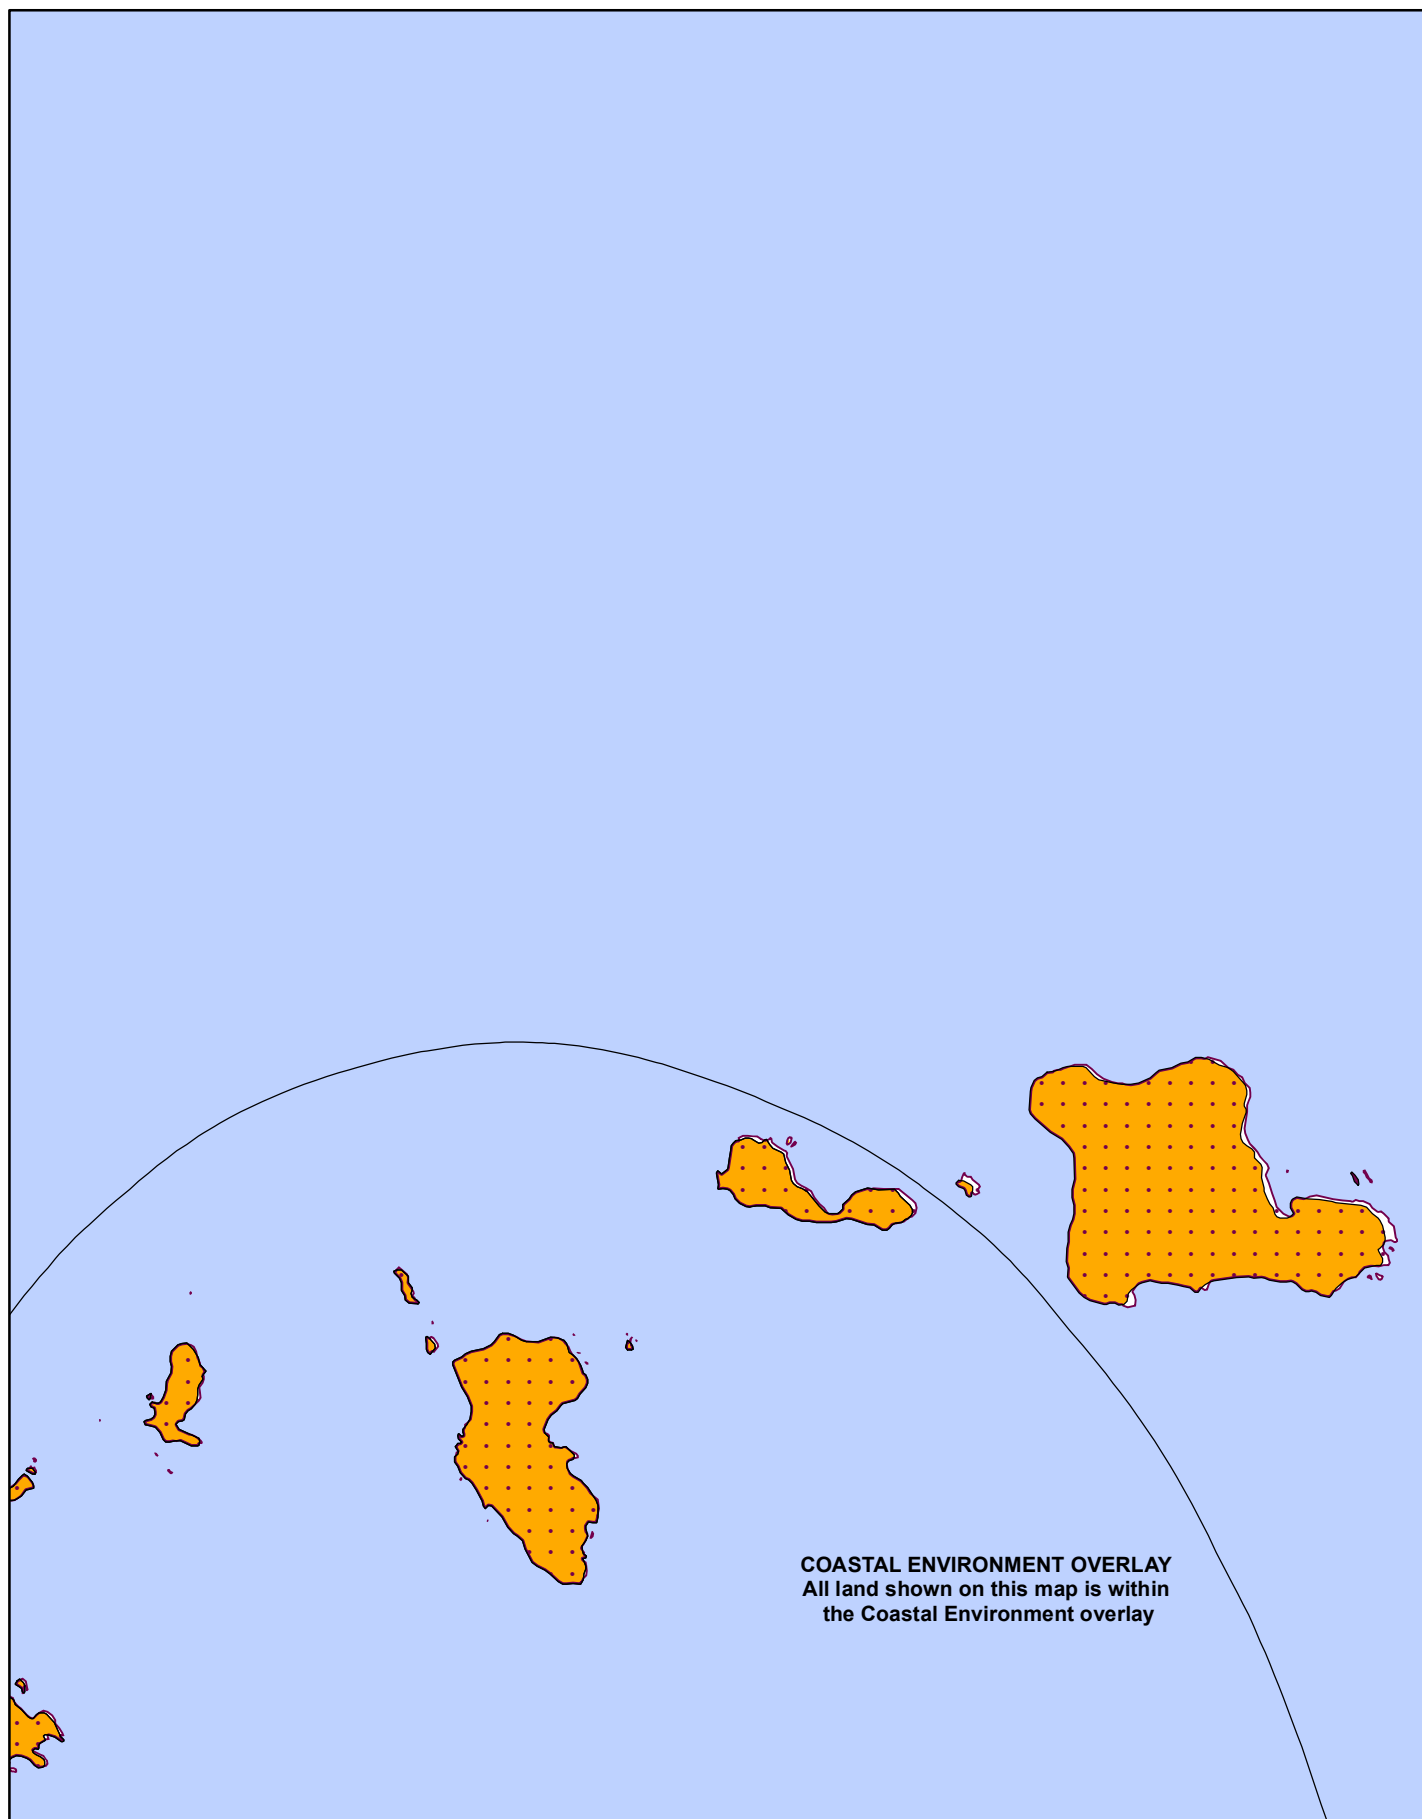 COASTAL ENVIRONMENT OVERLAY
All land shown on this map is within
the Coastal Environment overlay